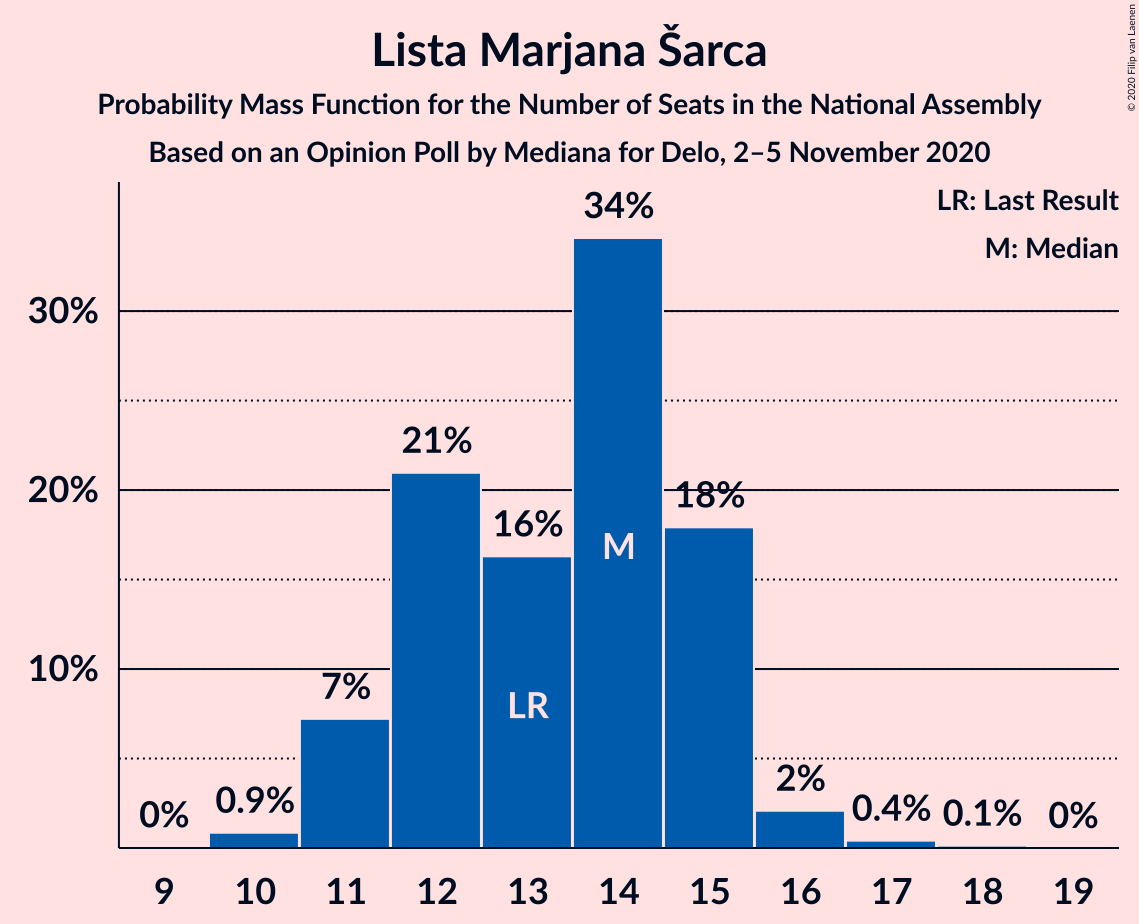 Lista Marjana Šarca
Probability Mass Function for the Number of Seats in the National Assembly
Based on an Opinion Poll by Mediana for Delo, 2–5 November 2020
© 2020 Filip van Laenen
LR: Last Result
M: Median
30%
20%
10%
0%
0.9%
7%
21%
16%
34%
18%
2%
0.4%
0.1%
0%
LR
M
9 10 11 12 13 14 15 16 17 18 19